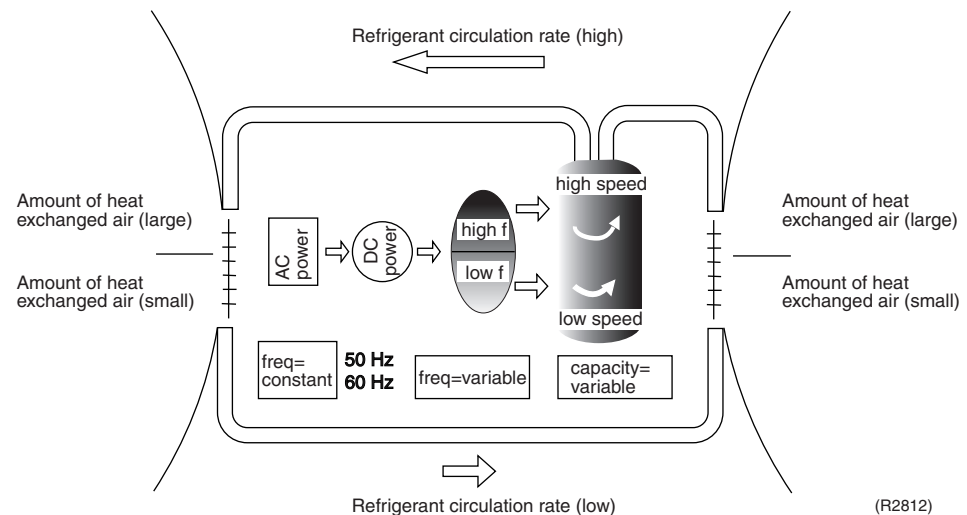 Refrigerant circulation rate (high)
high speed
Amount of heat
exchanged air (large)
Amount of heat
exchanged air (large)
AC
power
DC
power
high f
low f
Amount of heat
exchanged air (small)
Amount of heat
exchanged air (small)
low speed
freq=
constant
50 Hz
60 Hz
freq=variable
capacity=
variable
Refrigerant circulation rate (low)
(R2812)